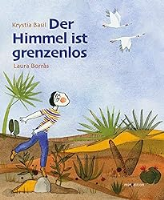 Krystia Basil
Der
Himmel ist
grenzenlos
Laura Borràs